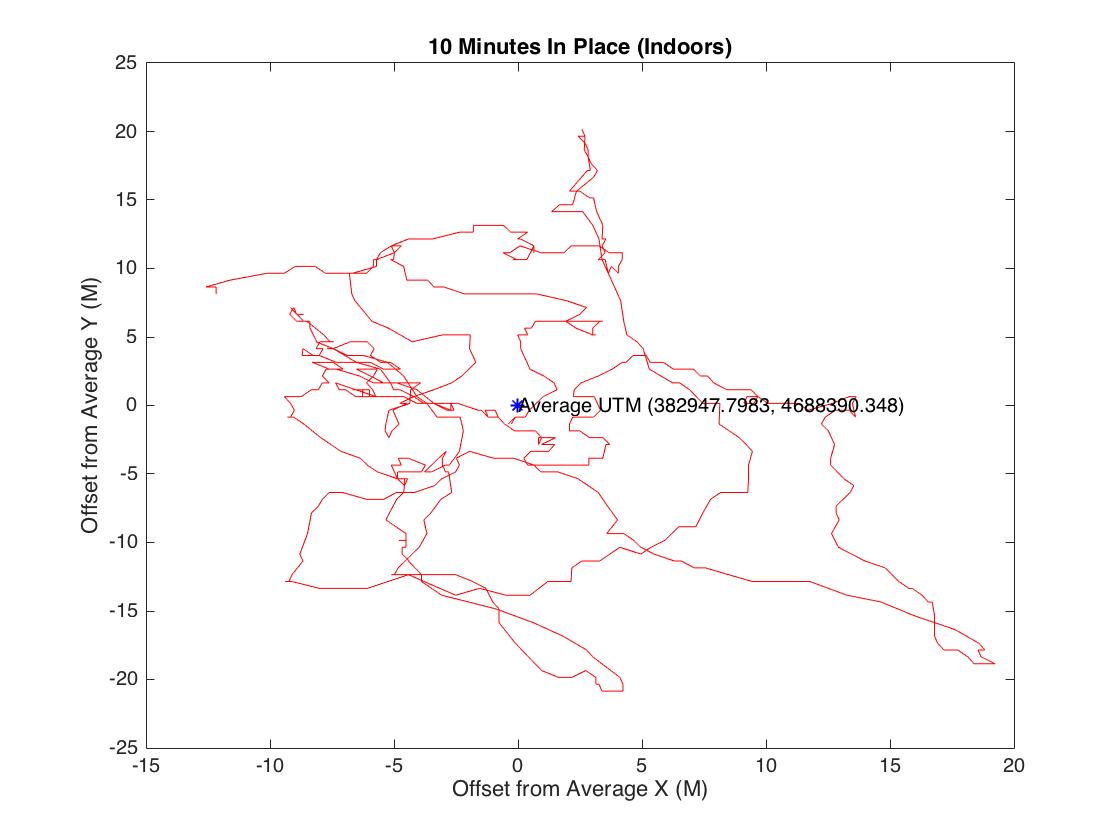 10 Minutes In Place (Indoors)
25
20
15
10
5
0
-5
-10
-15
-20
-25
Offset from Average Y (M)
Average UTM (382947.7983, 4688390.348)
-15 -10 -5 0 5 10 15 20
Offset from Average X (M)